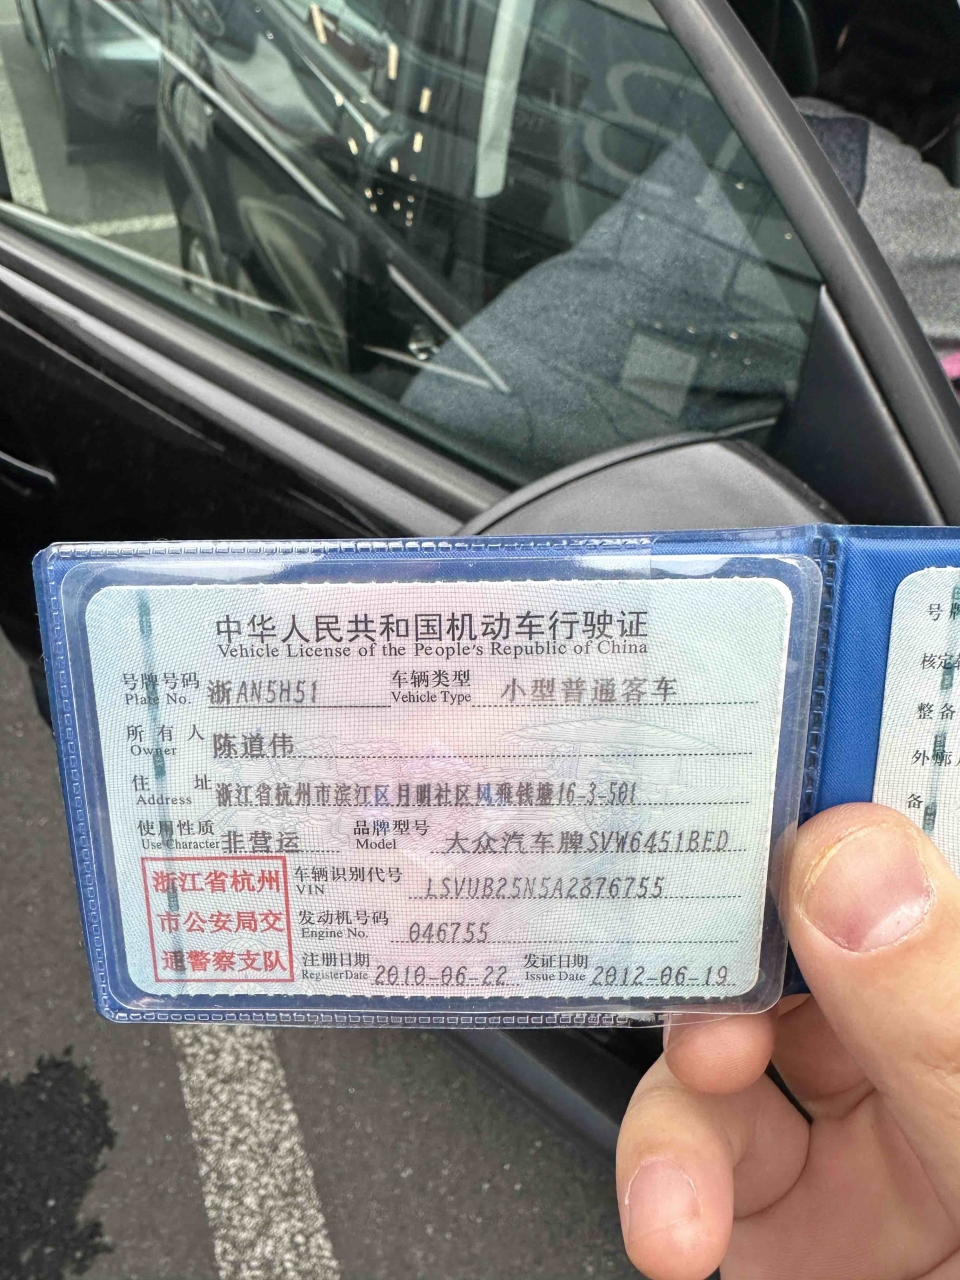 中华人民共和国机动车行驶证
Vehicle License of the People's Republic of China
号牌号码 浙AN5H51 车辆类型 小型普通客车
Plate No. Vehicle Type
所有人 陈道伟
Owner
住址 浙江省杭州市滨江区月明社区风雅钱塘16-3-501
Address
使用性质 非营运 品牌型号 大众汽车牌SVW6451BED
Use Character Model
浙江省杭州
市公安局交
通警察支队
车辆识别代号 LSVUB25N5A2876755
VIN
发动机号码 046755
Engine No.
注册日期 2010-06-22 发证日期 2012-06-19
Register Date Issue Date
号牌
核定
整备
外廓
备